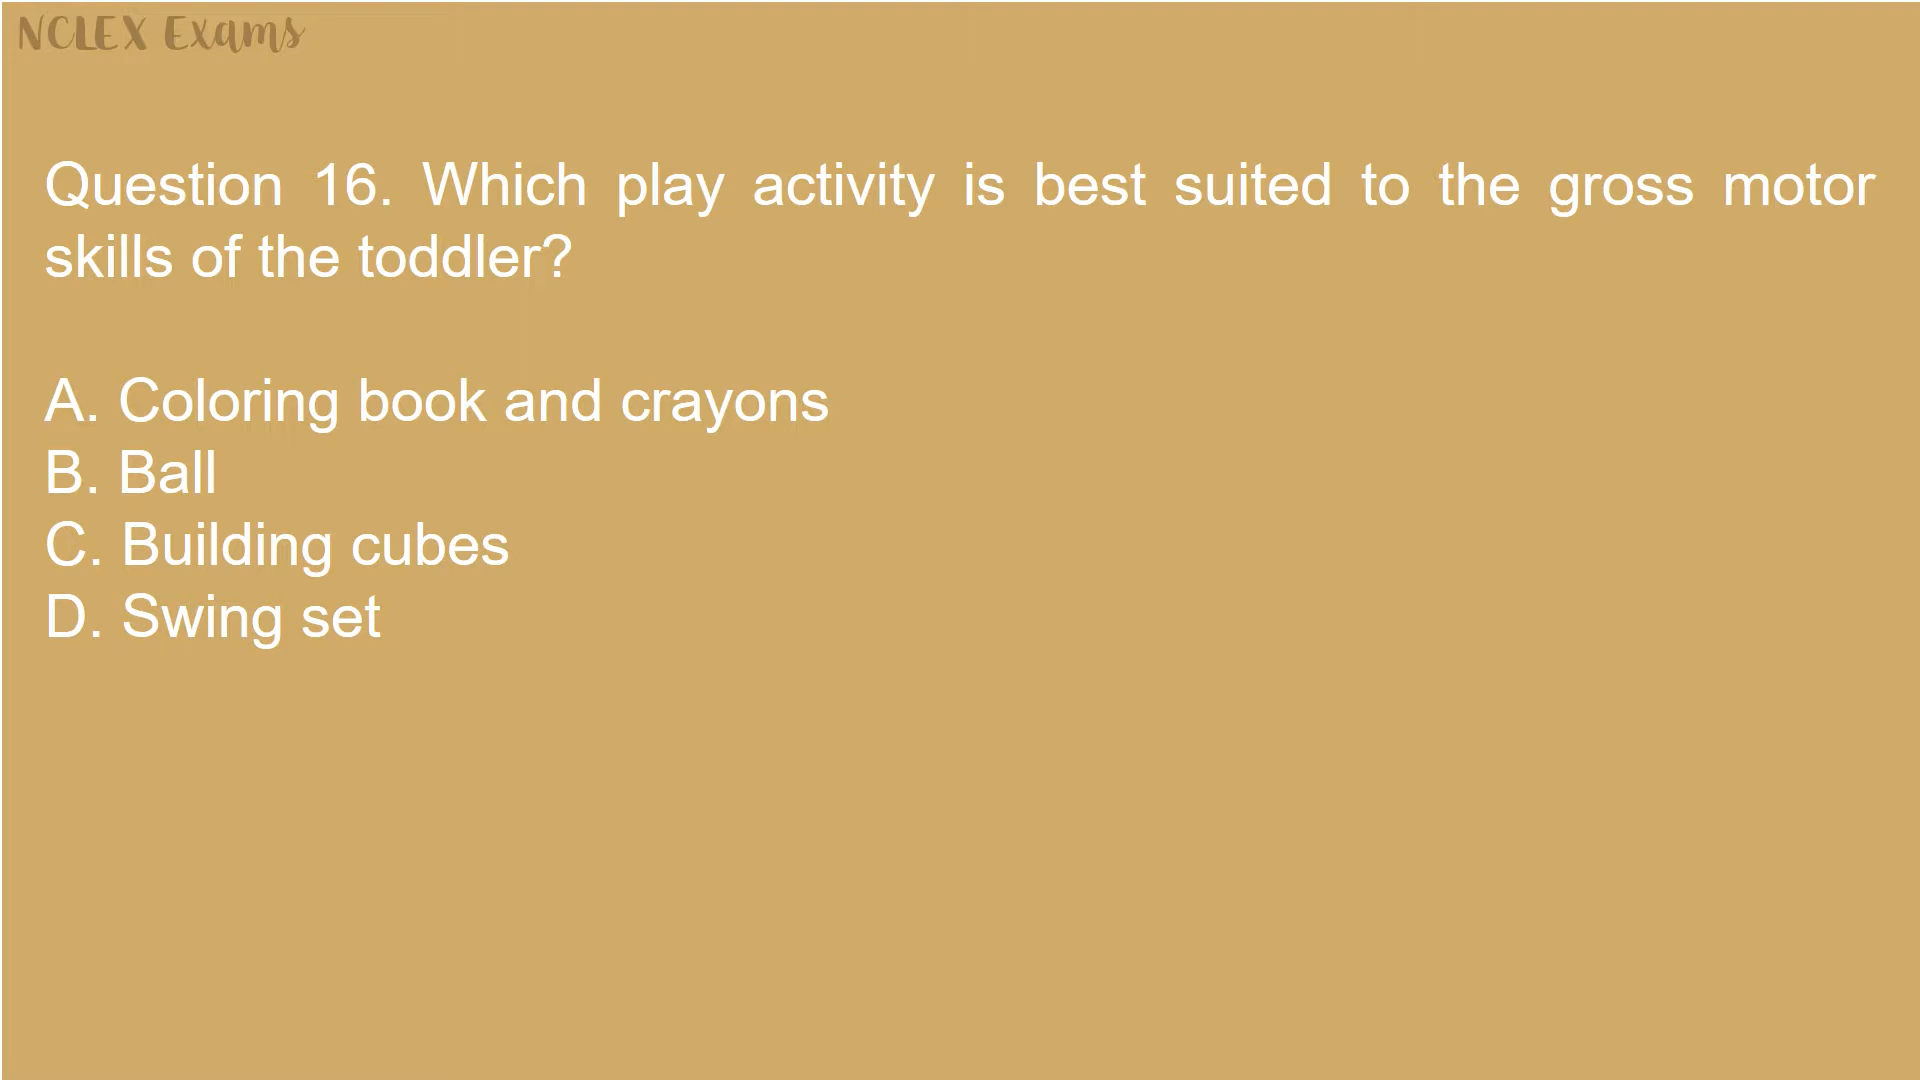 NCLEX Exams
Question 16. Which play activity is best suited to the gross motor
skills of the toddler?
A. Coloring book and crayons
B. Ball
C. Building cubes
D. Swing set